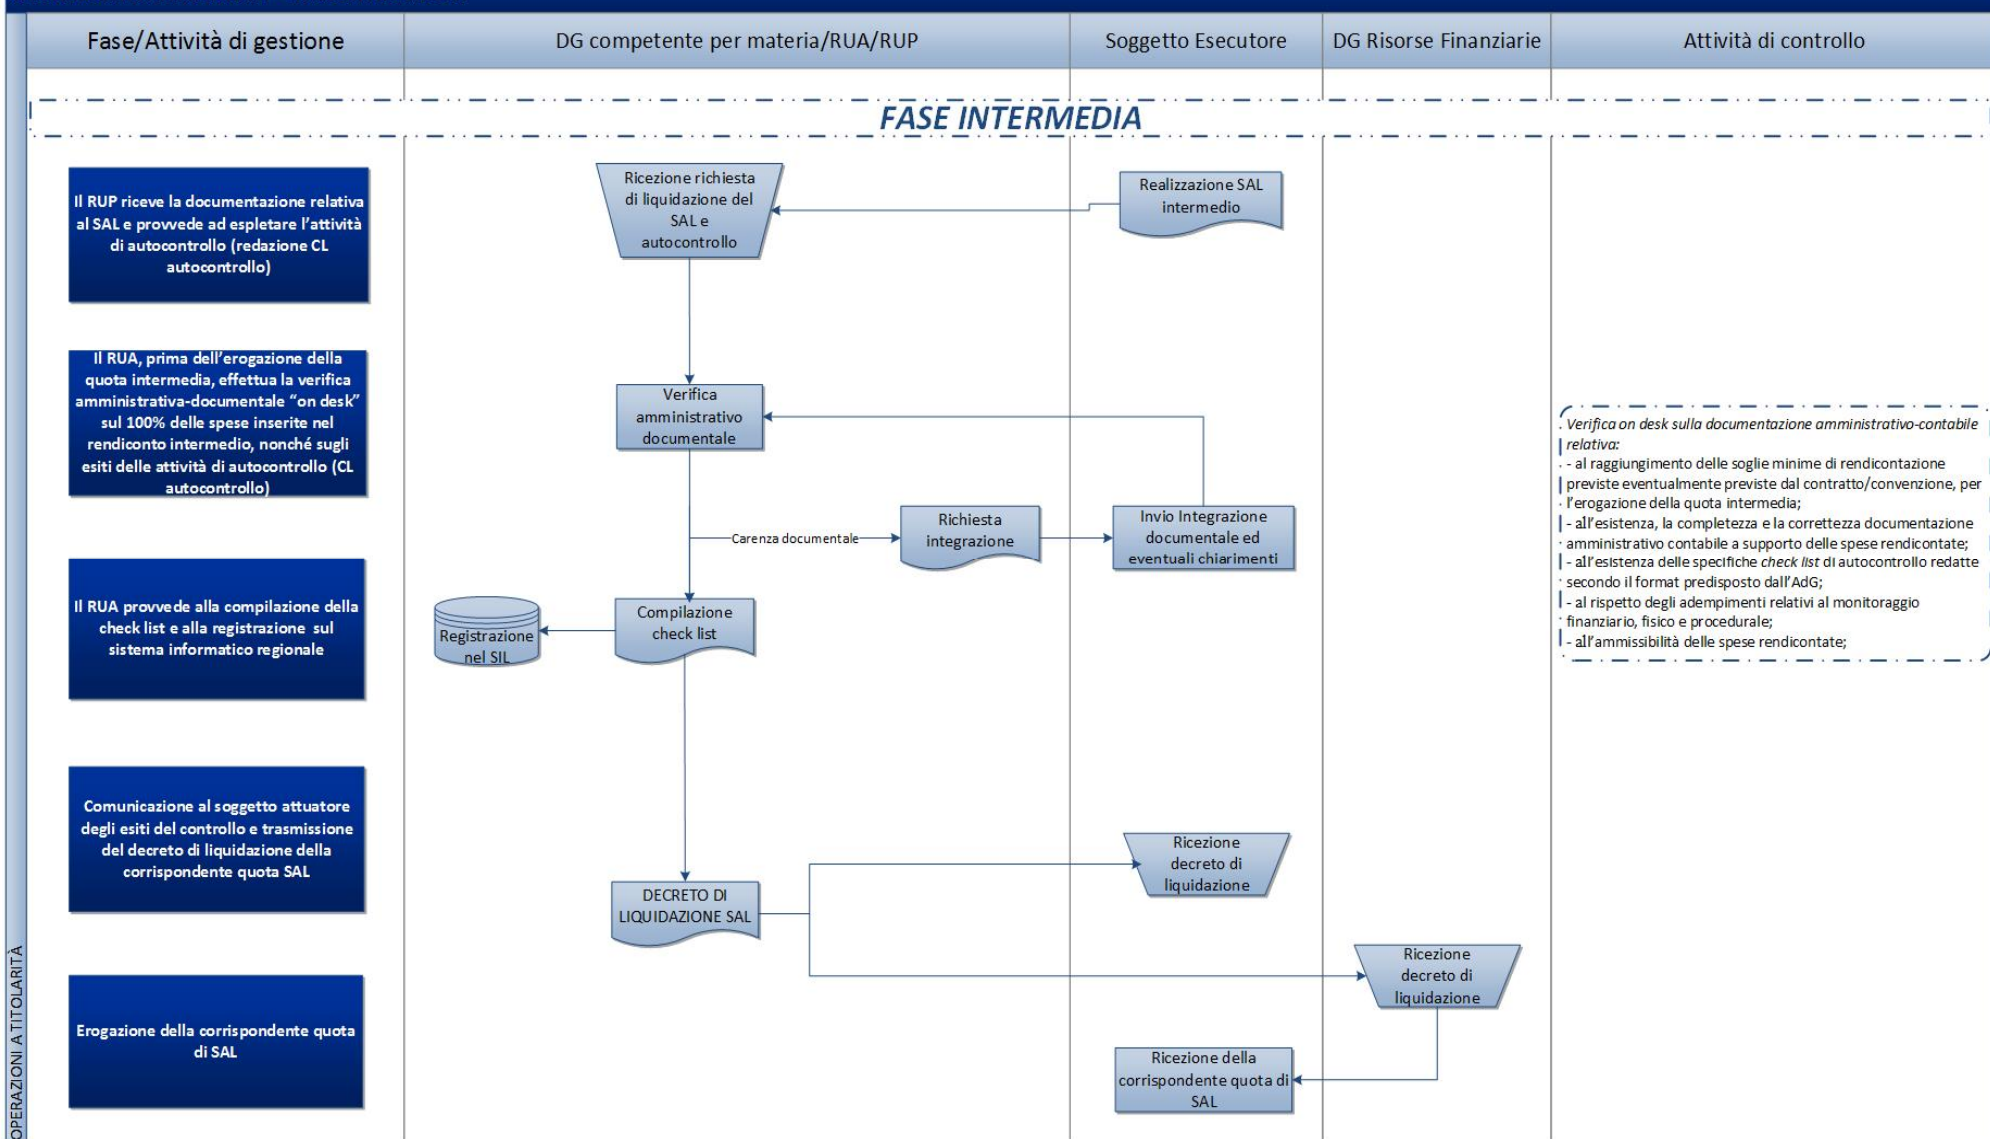 Fase/Attività di gestione
DG competente per materia/RUA/RUP
Soggetto Esecutore
DG Risorse Finanziarie
Attività di controllo
FASE INTERMEDIA
Il RUP riceve la documentazione relativa
al SAL e provvede ad espletare l'attività
di autocontrollo (redazione CL
autocontrollo)
Ricezione richiesta
di liquidazione del
SAL e
autocontrollo
Realizzazione SAL
intermedio
Il RUA, prima dell'erogazione della
quota intermedia, effettua la verifica
amministrativa-documentale "on desk"
sul 100% delle spese inserite nel
rendiconto intermedio, nonché sugli
esiti delle attività di autocontrollo (CL
autocontrollo)
Verifica
amministrativo
documentale
Carenza documentale
Richiesta
integrazione
Invio Integrazione
documentale ed
eventuali chiarimenti
Verifica on desk sulla documentazione amministrativo-contabile
relativa:
- al raggiungimento delle soglie minime di rendicontazione
previste eventualmente previste dal contratto/convenzione, per
l'erogazione della quota intermedia;
- all'esistenza, la completezza e la correttezza documentazione
amministrativo contabile a supporto delle spese rendicontate;
- all'esistenza delle specifiche check list di autocontrollo redatte
secondo il format predisposto dall'AdG;
- al rispetto degli adempimenti relativi al monitoraggio
finanziario, fisico e procedurale;
- all'ammissibilità delle spese rendicontate;
Il RUA provvede alla compilazione della
check list e alla registrazione sul
sistema informatico regionale
Registrazione
nel SIL
Compilazione
check list
Comunicazione al soggetto attuatore
degli esiti del controllo e trasmissione
del decreto di liquidazione della
corrispondente quota SAL
DECRETO DI
LIQUIDAZIONE SAL
Ricezione
decreto di
liquidazione
Ricezione
decreto di
liquidazione
Erogazione della corrispondente quota
di SAL
Ricezione della
corrispondente quota di
SAL
OPERAZIONI A TITOLARITÀ